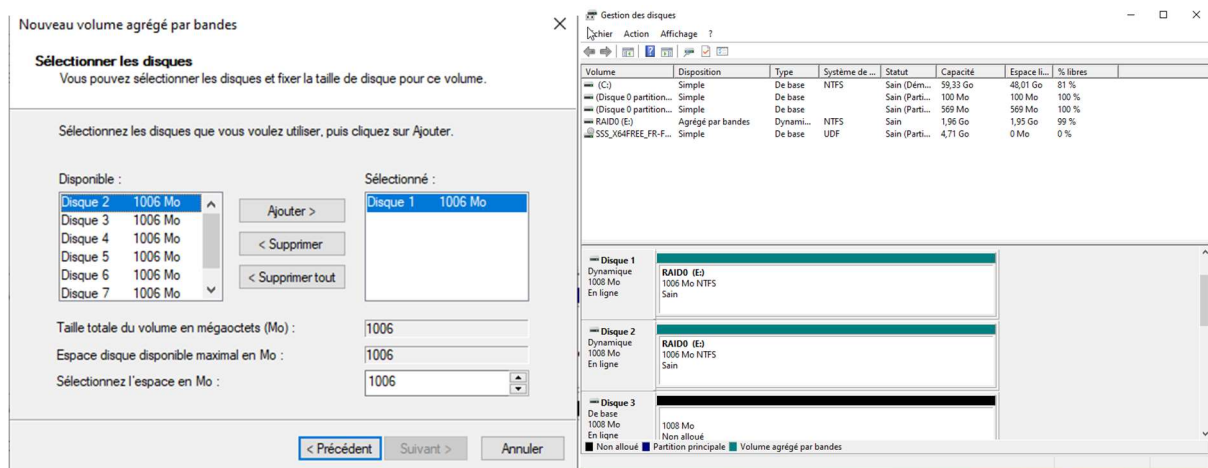 Nouveau volume agrégé par bandes
Sélectionner les disques
Vous pouvez sélectionner les disques et fixer la taille de disque pour ce volume.
Sélectionnez les disques que vous voulez utiliser, puis cliquez sur Ajouter.
Disponible :
Disque 2 1006 Mo
Disque 3 1006 Mo
Disque 4 1006 Mo
Disque 5 1006 Mo
Disque 6 1006 Mo
Disque 7 1006 Mo
Ajouter >
< Supprimer
< Supprimer tout
Sélectionné :
Disque 1 1006 Mo
Taille totale du volume en mégaoctets (Mo) : 1006
Espace disque disponible maximal en Mo : 1006
Sélectionnez l'espace en Mo : 1006
< Précédent Suivant > Annuler
Gestion des disques
Fichier Action Affichage ?
Volume Disposition Type Système de ... Statut Capacité Espace li... % libres
(C:) Simple De base NTFS Sain (Dém... 59,33 Go 48,01 Go 81 %
(Disque 0 partition... Simple De base Sain (Parti... 100 Mo 100 Mo 100 %
(Disque 0 partition... Simple De base Sain (Parti... 569 Mo 569 Mo 100 %
RAID0 (E:) Agrégé par bandes Dynami... NTFS Sain 1,96 Go 1,95 Go 99 %
SSS_X64FREE_FR-F... Simple De base UDF Sain (Parti... 4,71 Go 0 Mo 0 %
Disque 1
Dynamique
1008 Mo
En ligne
RAID0 (E:)
1006 Mo NTFS
Sain
Disque 2
Dynamique
1008 Mo
En ligne
RAID0 (E:)
1006 Mo NTFS
Sain
Disque 3
De base
1008 Mo
En ligne
1008 Mo
Non alloué
Non alloué Partition principale Volume agrégé par bandes